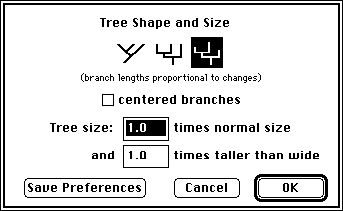 Tree Shape and Size
(branch lengths proportional to changes)
centered branches
Tree size: 1.0 times normal size
and 1.0 times taller than wide
Save Preferences Cancel OK